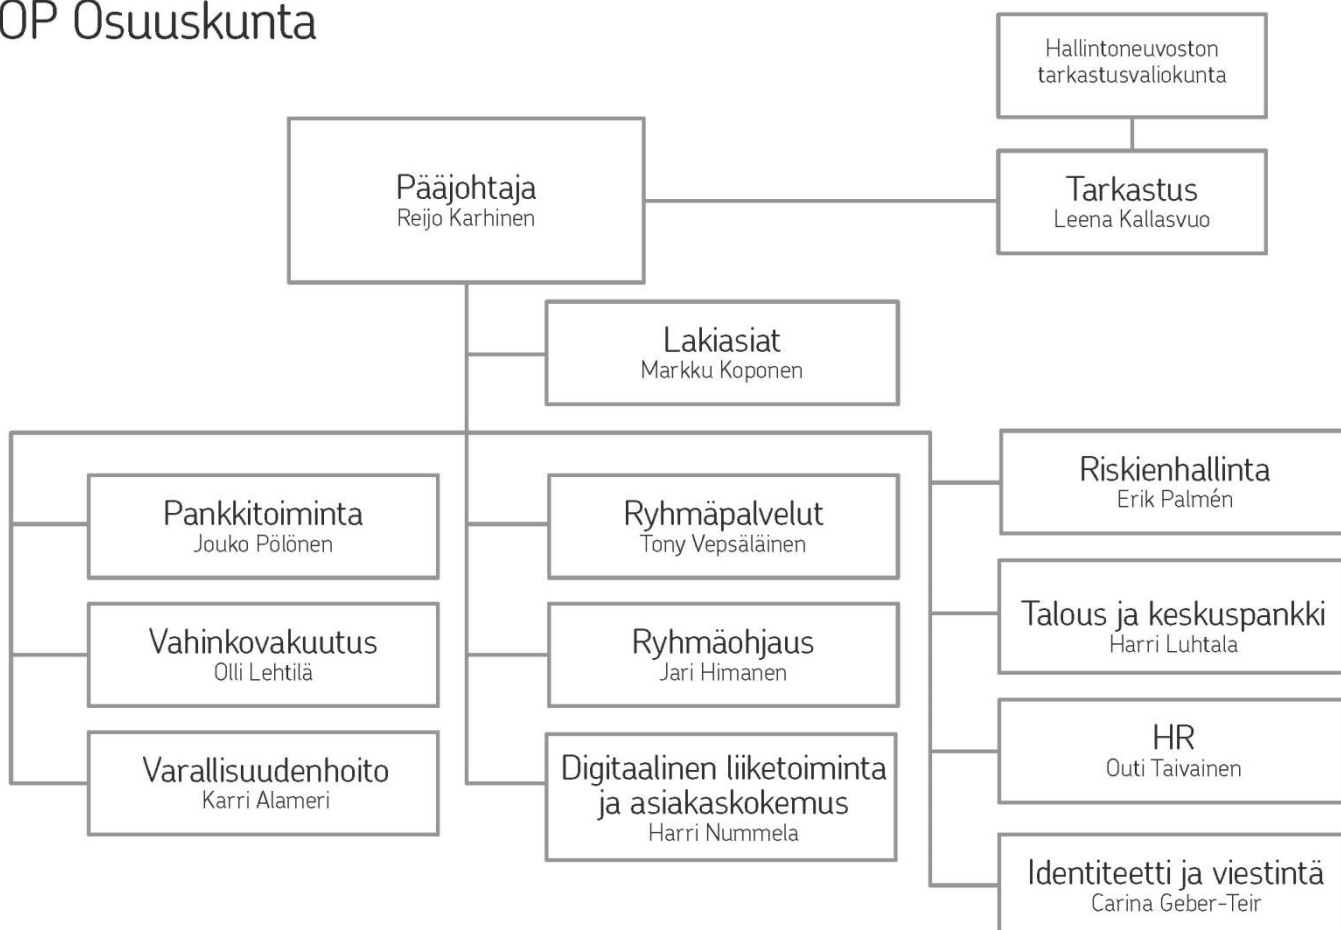 OP Osuuskunta
Hallintoneuvoston
tarkastusvaliokunta
Pääjohtaja
Reijo Karhinen
Tarkastus
Leena Kallasvuo
Lakiasiat
Markku Koponen
Pankkitoiminta
Jouko Pölönen
Vahinkovakuutus
Olli Lehtilä
Varallisuudenhoito
Karri Alameri
Ryhmäpalvelut
Tony Vepsäläinen
Ryhmäohjaus
Jari Himanen
Digitaalinen liiketoiminta
ja asiakaskokemus
Harri Nummela
Riskienhallinta
Erik Palmén
Talous ja keskuspankki
Harri Luhtala
HR
Outi Taivainen
Identiteetti ja viestintä
Carina Geber-Teir